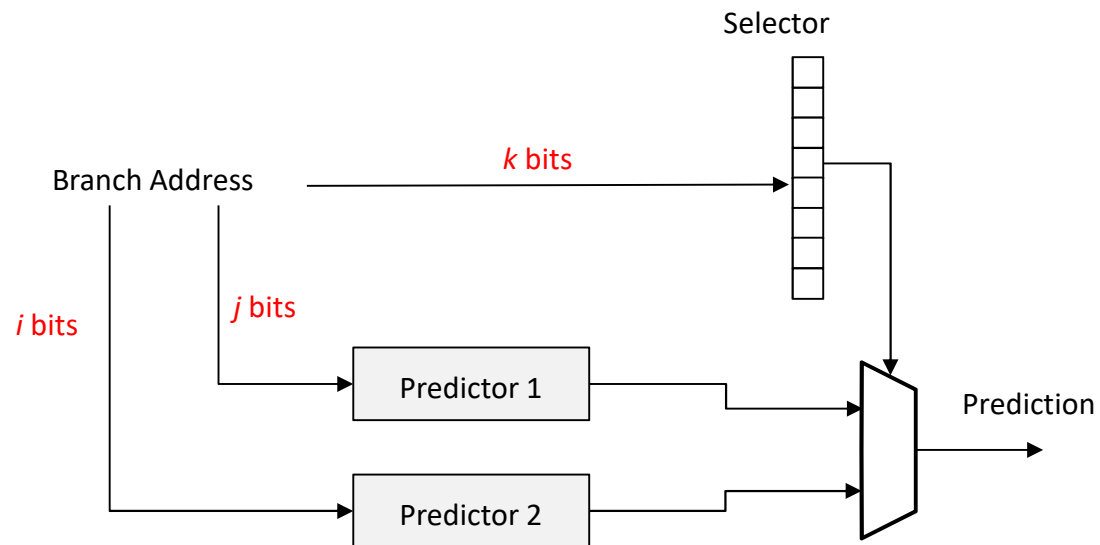 Selector
k bits
Branch Address
j bits
i bits
Predictor 1
Prediction
Predictor 2